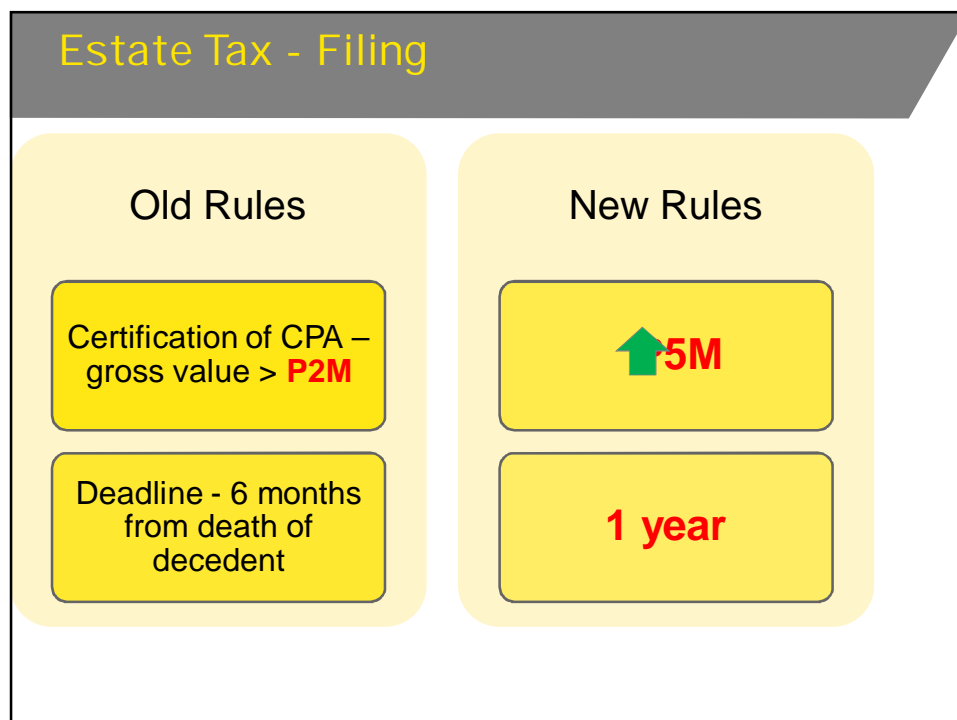 Estate Tax - Filing
Old Rules
Certification of CPA –
gross value > P2M
Deadline - 6 months
from death of
decedent
New Rules
5M
1 year